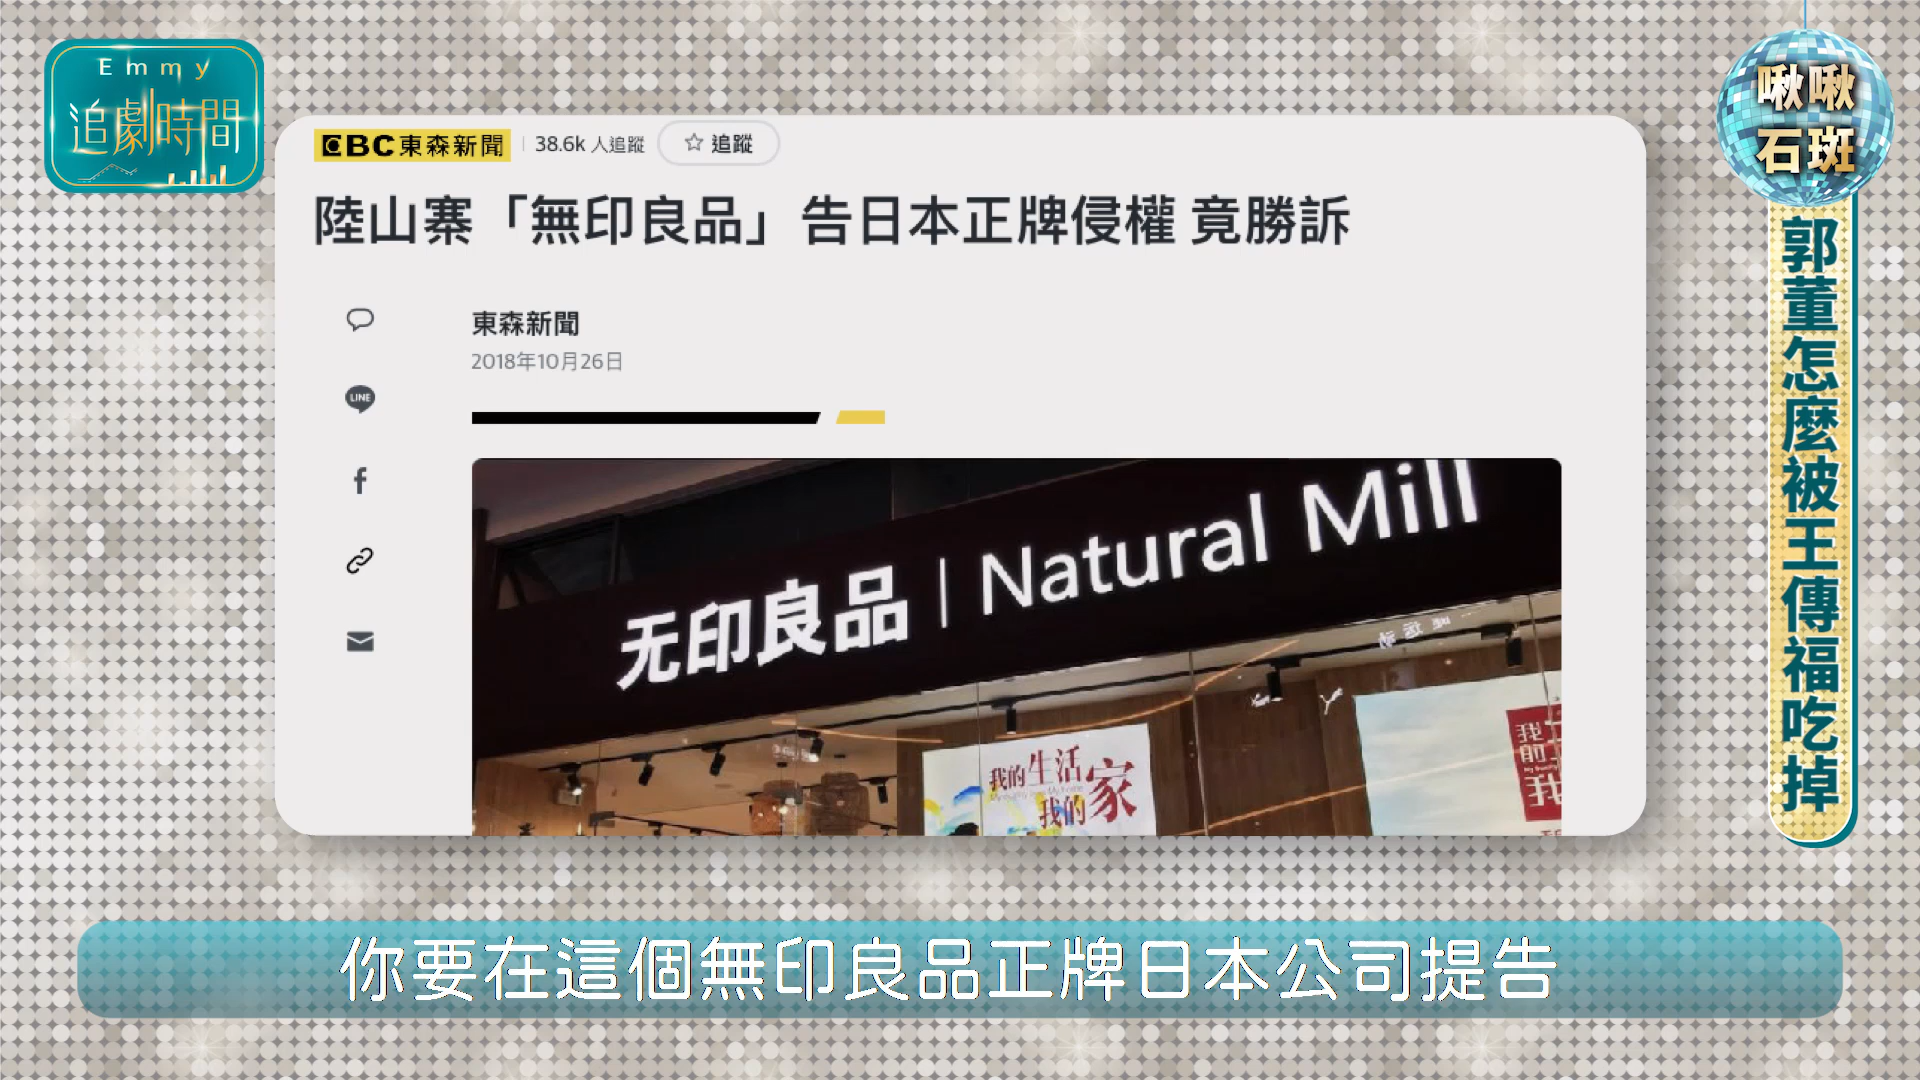 Emmy
追劇時間
啾啾
石斑
郭董怎麼被王傳福吃掉
EBC東森新聞
38.6k 人追蹤
追蹤
陸山寨「無印良品」告日本正牌侵權 竟勝訴
東森新聞
2018年10月26日
LINE
无印良品 | Natural Mill
我的生活
我的家
你要在這個無印良品正牌日本公司提告